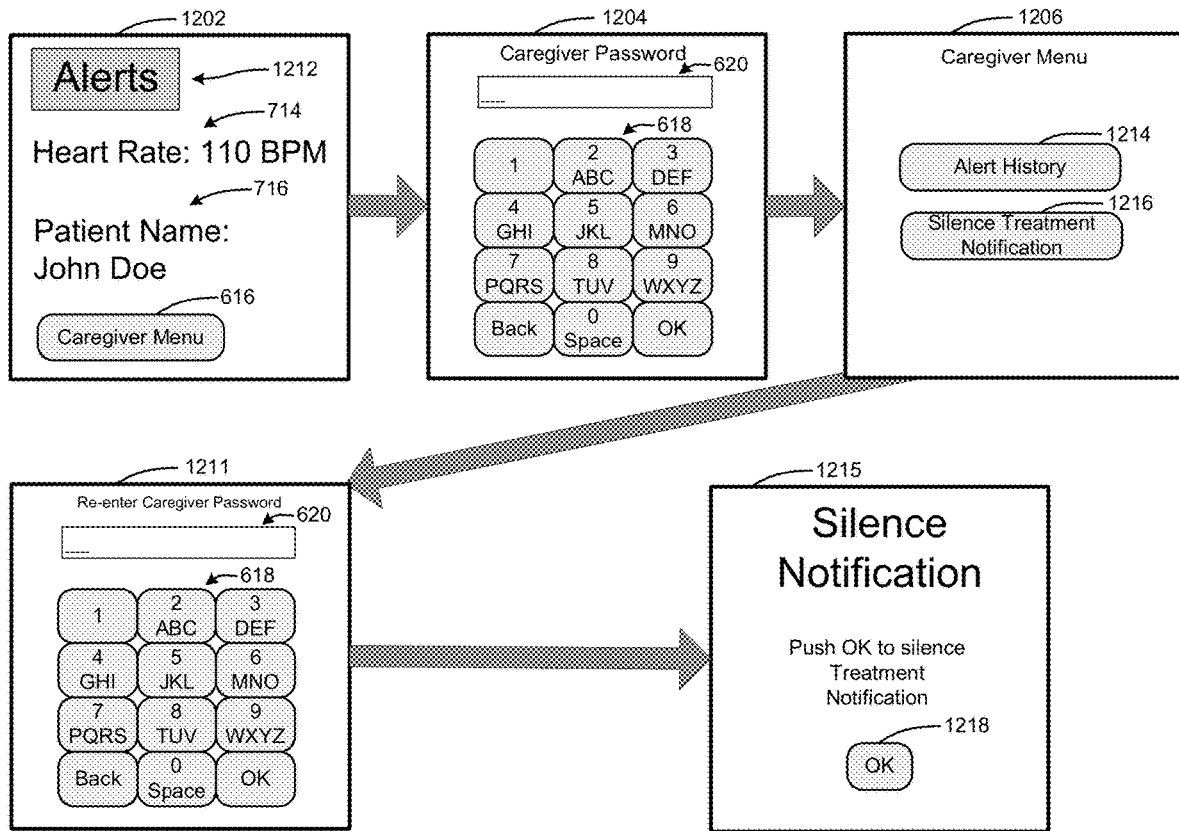 1202
Alerts
1212
714
Heart Rate: 110 BPM
716
Patient Name:
John Doe
616
Caregiver Menu
1204
Caregiver Password
620
____
618
1 2 3
ABC DEF
4 5 6
GHI JKL MNO
7 8 9
PQRS TUV WXYZ
Back 0 OK
Space
1206
Caregiver Menu
1214
Alert History
1216
Silence Treatment
Notification
1211
Re-enter Caregiver Password
620
____
618
1 2 3
ABC DEF
4 5 6
GHI JKL MNO
7 8 9
PQRS TUV WXYZ
Back 0 OK
Space
1215
Silence
Notification
Push OK to silence
Treatment
Notification
1218
OK